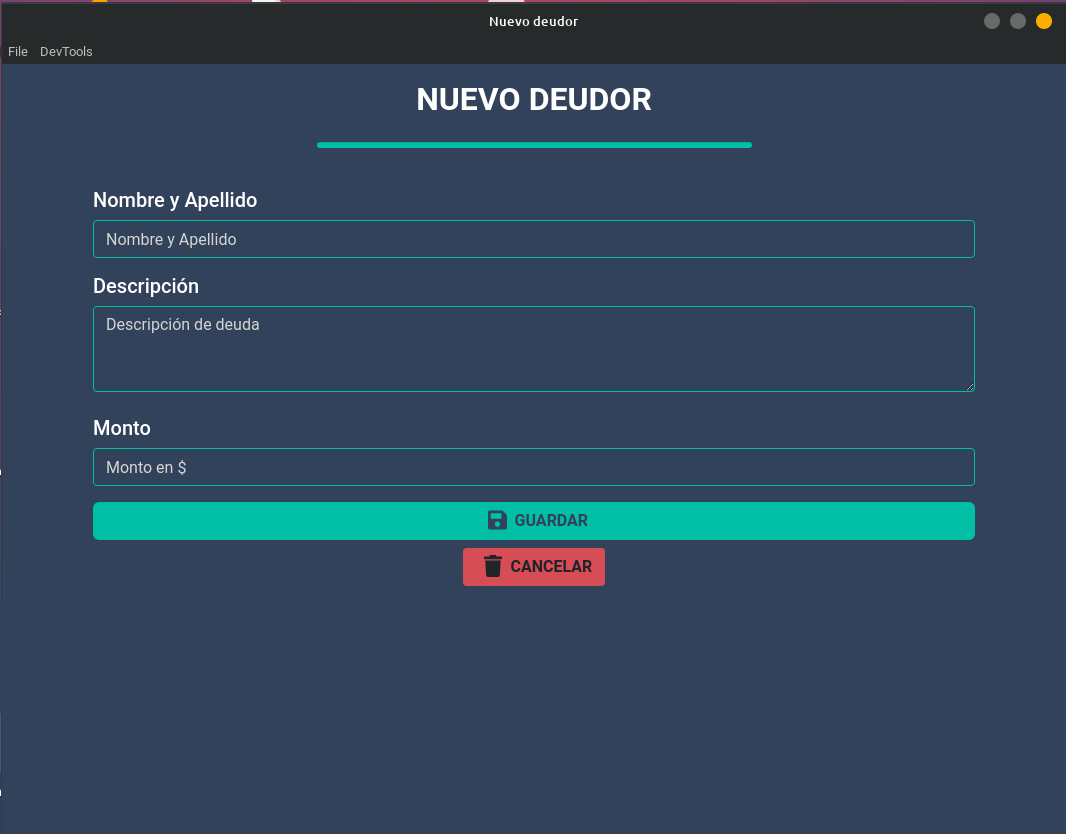 Nuevo deudor
File DevTools
NUEVO DEUDOR
Nombre y Apellido
Nombre y Apellido
Descripción
Descripción de deuda
Monto
Monto en $
GUARDAR
CANCELAR